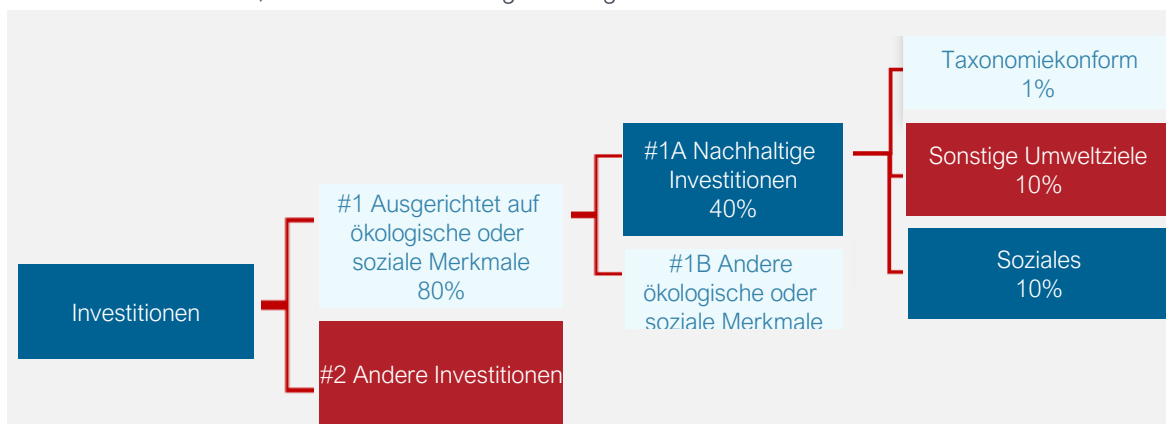 Taxonomiekonform
1%
#1A Nachhaltige
Investitionen
40%
Sonstige Umweltziele
10%
#1 Ausgerichtet auf
ökologische oder
soziale Merkmale
80%
#1B Andere
ökologische oder
soziale Merkmale
Soziales
10%
Investitionen
#2 Andere Investitionen